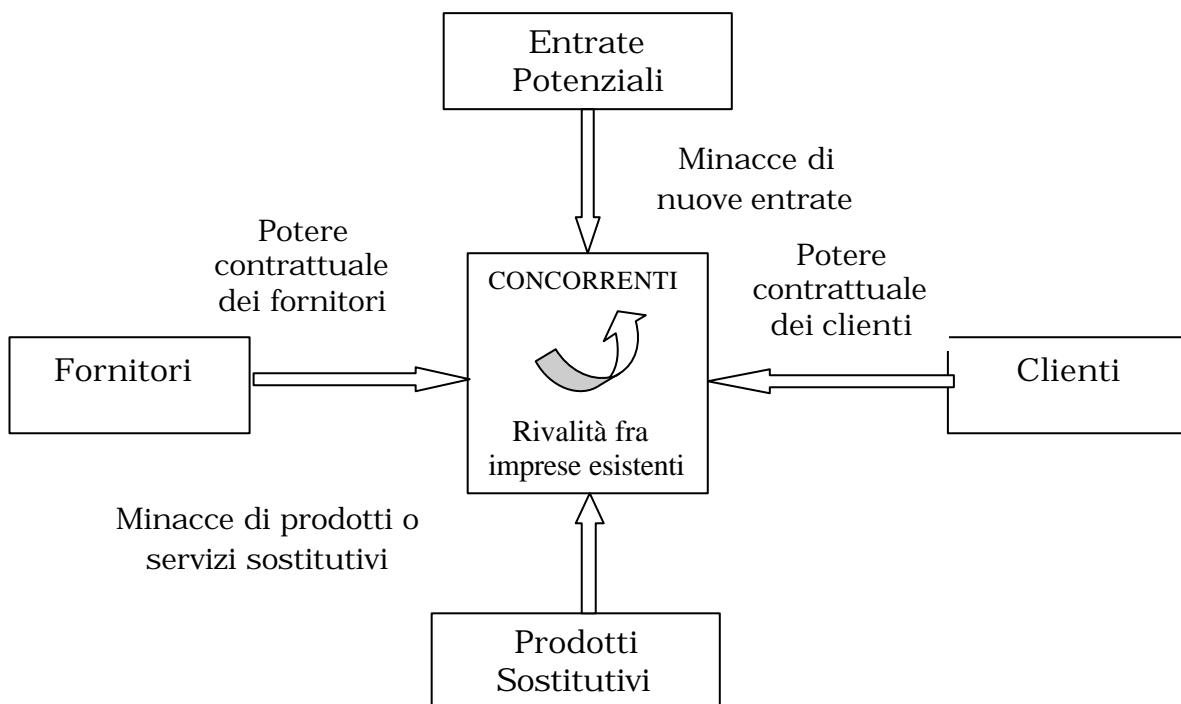 Entrate
Potenziali
Minacce di
nuove entrate
Potere
contrattuale
dei fornitori
CONCORRENTI
Potere
contrattuale
dei clienti
Fornitori
Clienti
Rivalità fra
imprese esistenti
Minacce di prodotti o
servizi sostitutivi
Prodotti
Sostitutivi